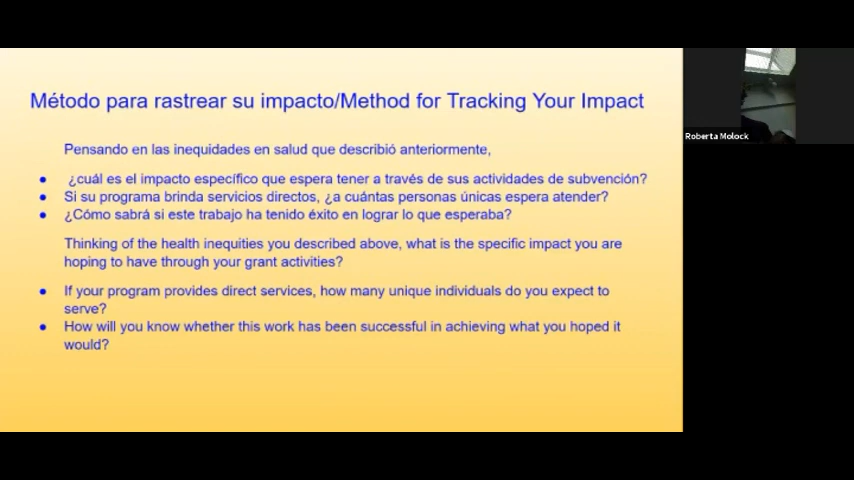 Método para rastrear su impacto/Method for Tracking Your Impact
Pensando en las inequidades en salud que describió anteriormente,
● ¿cuál es el impacto específico que espera tener a través de sus actividades de subvención?
● Si su programa brinda servicios directos, ¿a cuántas personas únicas espera atender?
● ¿Cómo sabrá si este trabajo ha tenido éxito en lograr lo que esperaba?
Thinking of the health inequities you described above, what is the specific impact you are
hoping to have through your grant activities?
● If your program provides direct services, how many unique individuals do you expect to
serve?
● How will you know whether this work has been successful in achieving what you hoped it
would?
Roberta Molock